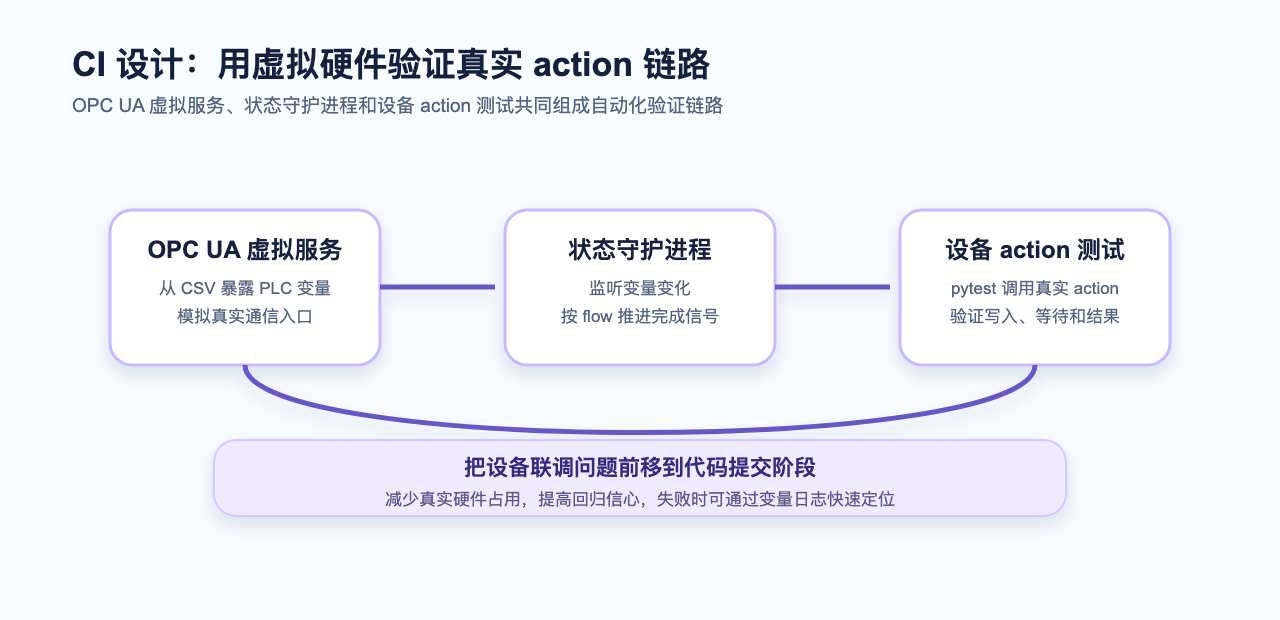 CI 设计：用虚拟硬件验证真实 action 链路
OPC UA 虚拟服务、状态守护进程和设备 action 测试共同组成自动化验证链路
OPC UA 虚拟服务
从 CSV 暴露 PLC 变量
模拟真实通信入口
状态守护进程
监听变量变化
按 flow 推进完成信号
设备 action 测试
pytest 调用真实 action
验证写入、等待和结果
把设备联调问题前移到代码提交阶段
减少真实硬件占用，提高回归信心，失败时可通过变量日志快速定位